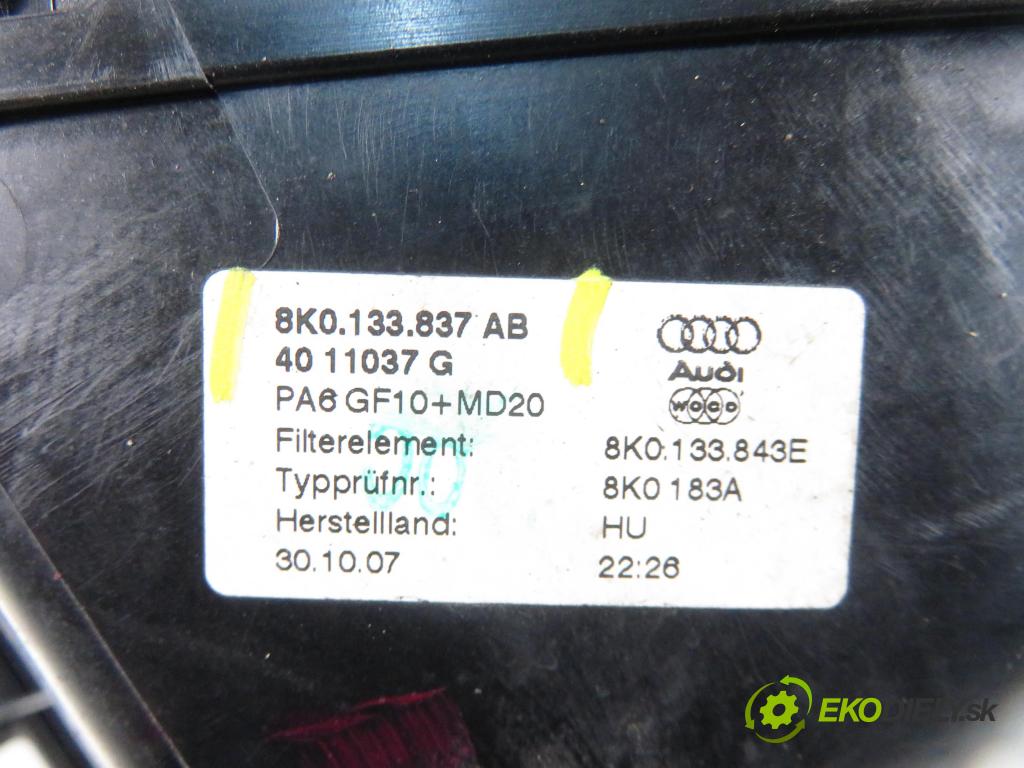 8K0.133.837 AB
40 11037 G
PA6 GF10+MD20
Audi
woco
Filterelement: 8K0.133.843E
Typprüfnr.: 8K0 183A
Herstellland: HU
30.10.07 22:26
EKODIELY.sk